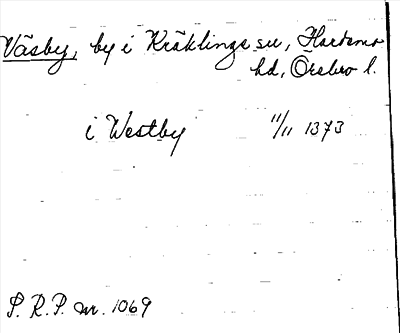 Väsby, by i Kräklinge sn, Hardemo
hd, Örebro l.
i Westby 11/11 1373
S. R. P. nr. 1069